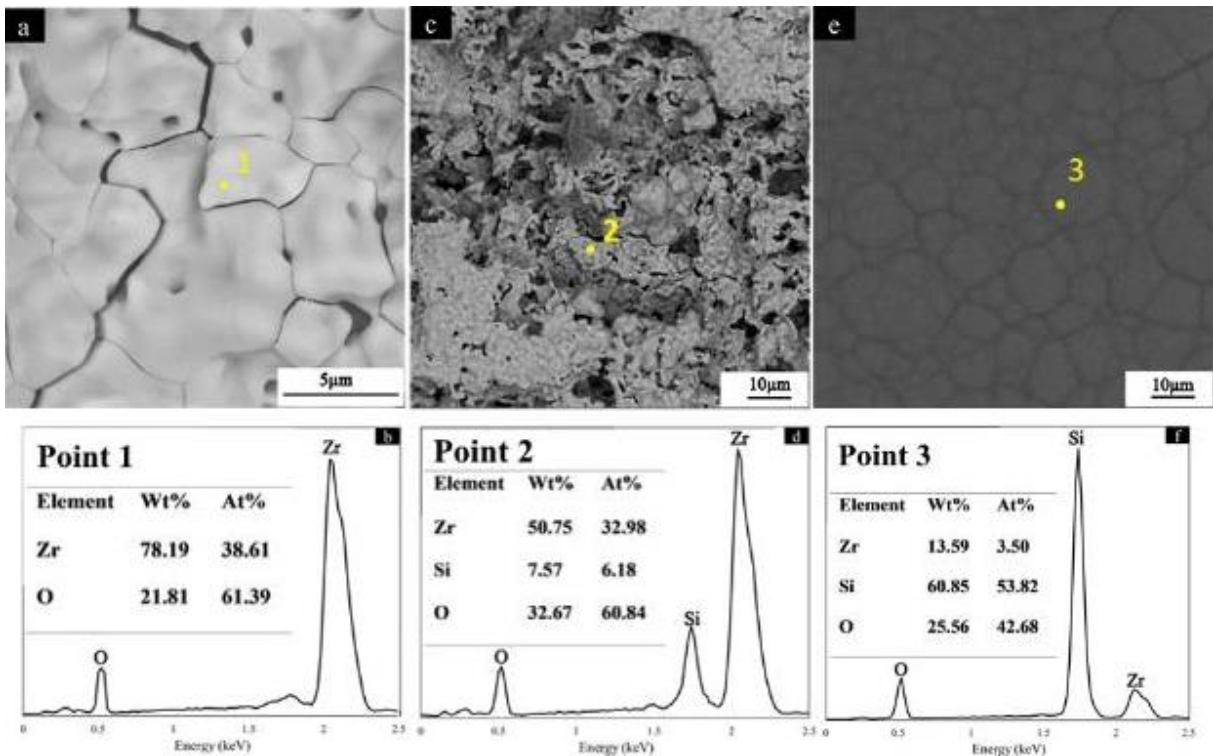 a
1
5μm
c
2
10μm
e
3
10μm
b
Point 1
Element Wt% At%
Zr 78.19 38.61
O 21.81 61.39
Zr
O
0 0.5 1 1.5 2 2.5
Energy (keV)
d
Point 2
Element Wt% At%
Zr 50.75 32.98
Si 7.57 6.18
O 32.67 60.84
Zr
Si
O
0 0.5 1 1.5 2 2.5
Energy (keV)
f
Point 3
Element Wt% At%
Zr 13.59 3.50
Si 60.85 53.82
O 25.56 42.68
Si
O
Zr
0 0.5 1 1.5 2 2.5
Energy (keV)